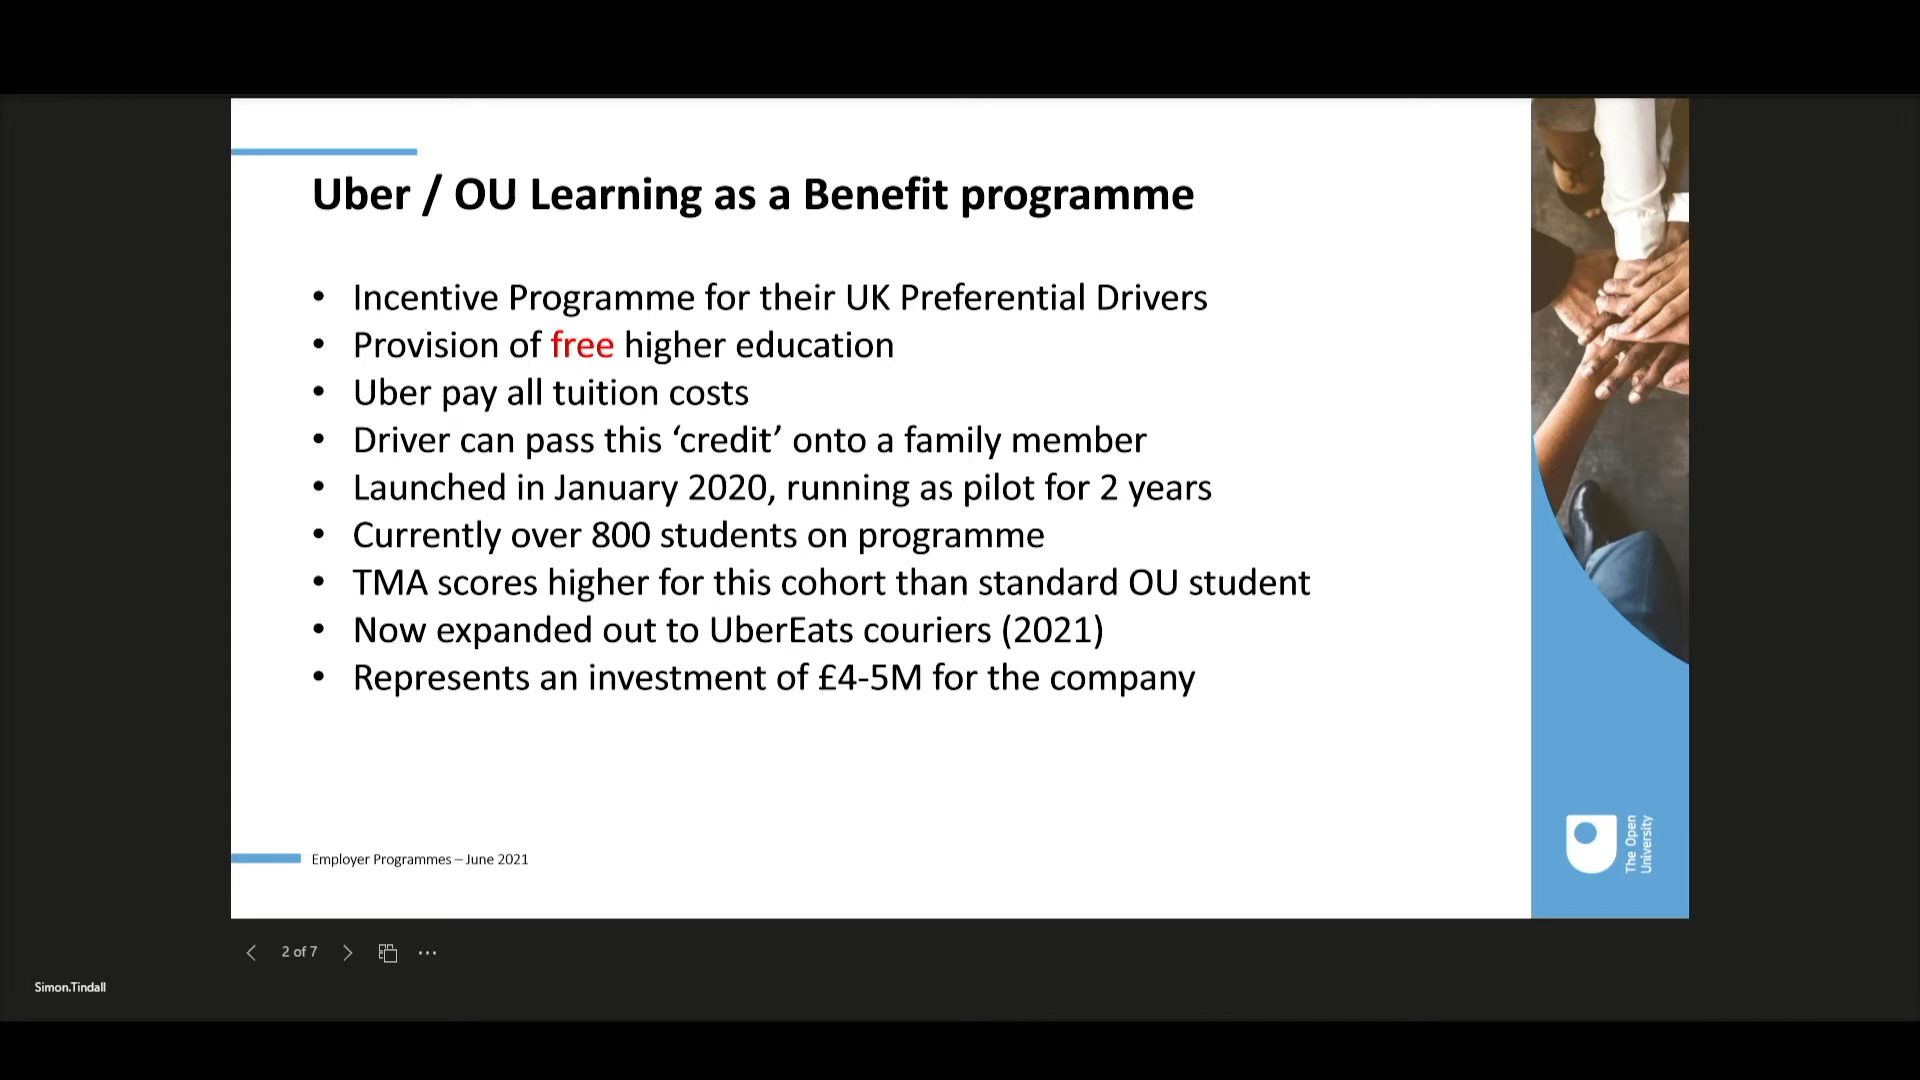 Uber / OU Learning as a Benefit programme
• Incentive Programme for their UK Preferential Drivers
• Provision of free higher education
• Uber pay all tuition costs
• Driver can pass this ‘credit’ onto a family member
• Launched in January 2020, running as pilot for 2 years
• Currently over 800 students on programme
• TMA scores higher for this cohort than standard OU student
• Now expanded out to UberEats couriers (2021)
• Represents an investment of £4-5M for the company
Employer Programmes – June 2021
The Open
University
2 of 7
Simon.Tindall